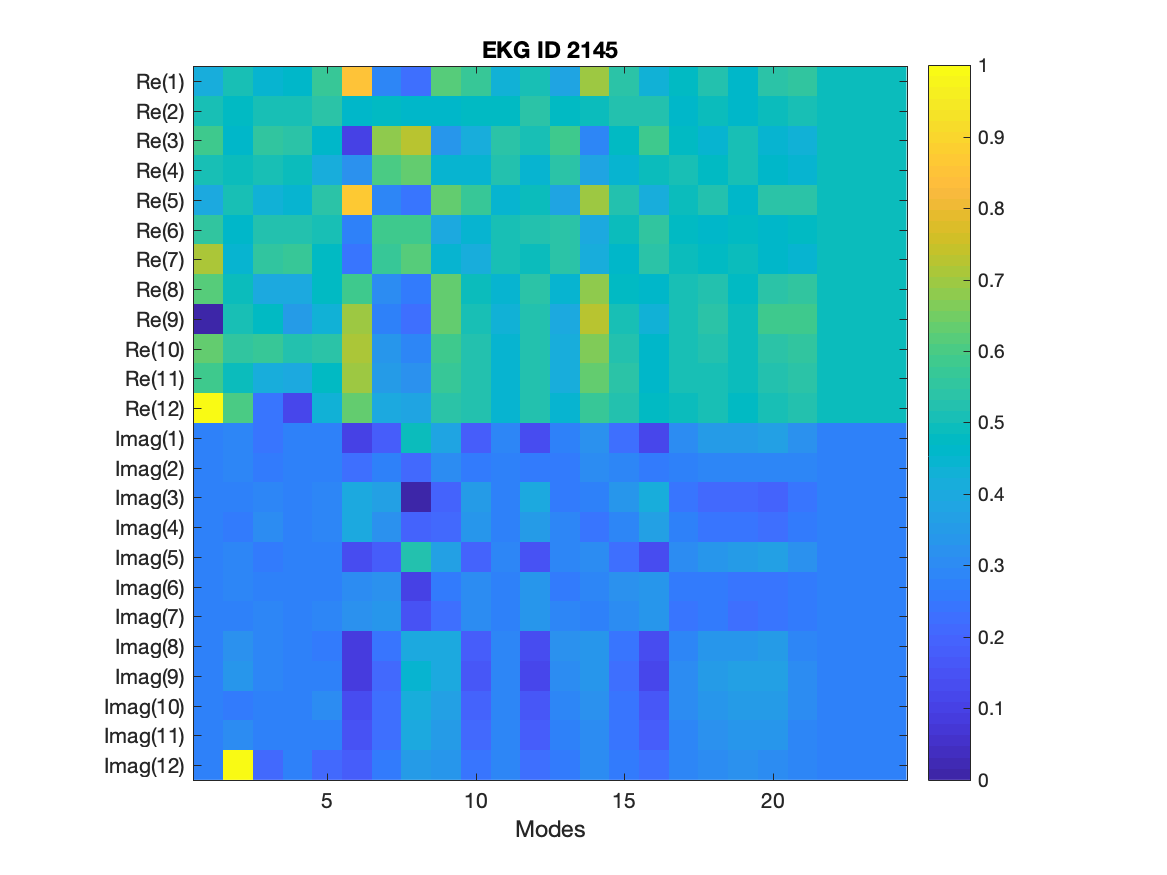 EKG ID 2145
Re(1)
Re(2)
Re(3)
Re(4)
Re(5)
Re(6)
Re(7)
Re(8)
Re(9)
Re(10)
Re(11)
Re(12)
Imag(1)
Imag(2)
Imag(3)
Imag(4)
Imag(5)
Imag(6)
Imag(7)
Imag(8)
Imag(9)
Imag(10)
Imag(11)
Imag(12)
5 10 15 20
Modes
1
0.9
0.8
0.7
0.6
0.5
0.4
0.3
0.2
0.1
0